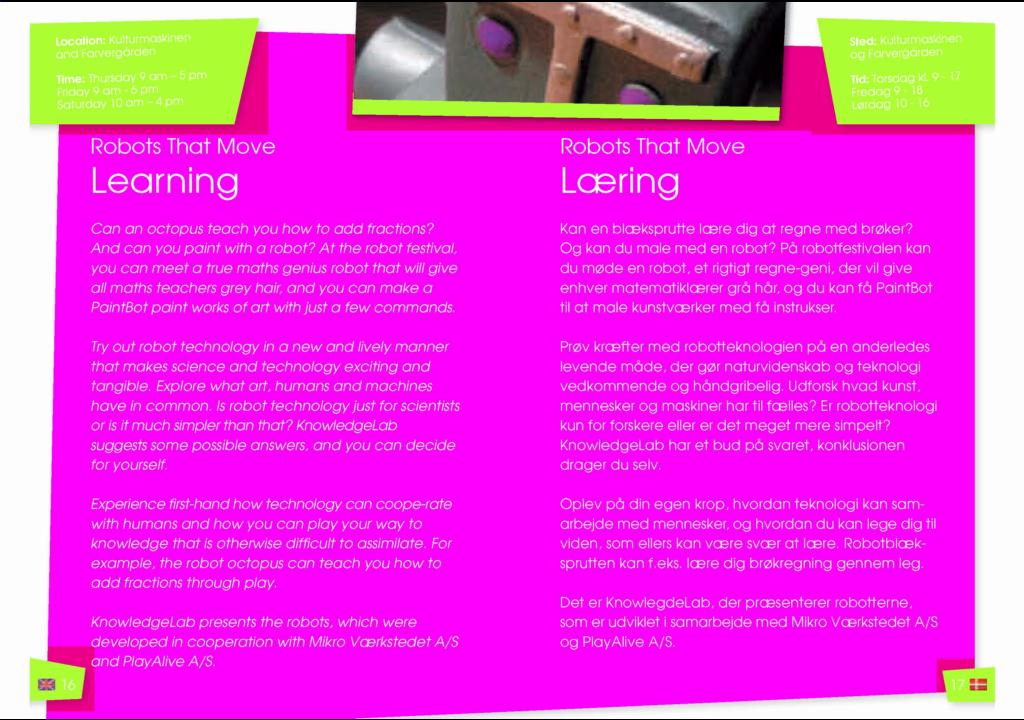 Location: Kulturmaskinen
and Farvergården
Time: Thursday 9 am – 5 pm
Friday 9 am - 6 pm
Saturday 10 am – 4 pm
Robots That Move
Learning
Can an octopus teach you how to add fractions?
And can you paint with a robot? At the robot festival,
you can meet a true maths genius robot that will give
all maths teachers grey hair, and you can make a
PaintBot paint works of art with just a few commands.
Try out robot technology in a new and lively manner
that makes science and technology exciting and
tangible. Explore what art, humans and machines
have in common. Is robot technology just for scientists
or is it much simpler than that? KnowledgeLab
suggests some possible answers, and you can decide
for yourself.
Experience first-hand how technology can coope-rate
with humans and how you can play your way to
knowledge that is otherwise difficult to assimilate. For
example, the robot octopus can teach you how to
add fractions through play.
KnowledgeLab presents the robots, which were
developed in cooperation with Mikro Værkstedet A/S
and PlayAlive A/S.
16
Sted: Kulturmaskinen
og Farvergården
Tid: Torsdag kl. 9 - 17
Fredag 9 - 18
Lørdag 10 - 16
Robots That Move
Læring
Kan en blæksprutte lære dig at regne med brøker?
Og kan du male med en robot? På robotfestivalen kan
du møde en robot, et rigtigt regne-geni, der vil give
enhver matematiklærer grå hår, og du kan få PaintBot
til at male kunstværker med få instrukser.
Prøv kræfter med robotteknologien på en anderledes
levende måde, der gør naturvidenskab og teknologi
vedkommende og håndgribelig. Udforsk hvad kunst,
mennesker og maskiner har til fælles? Er robotteknologi
kun for forskere eller er det meget mere simpelt?
KnowledgeLab har et bud på svaret, konklusionen
drager du selv.
Oplev på din egen krop, hvordan teknologi kan sam-
arbejde med mennesker, og hvordan du kan lege dig til
viden, som ellers kan være svær at lære. Robotblæk-
sprutten kan f.eks. lære dig brøkregning gennem leg.
Det er KnowlegdeLab, der præsenterer robotterne,
som er udviklet i samarbejde med Mikro Værkstedet A/S
og PlayAlive A/S.
17